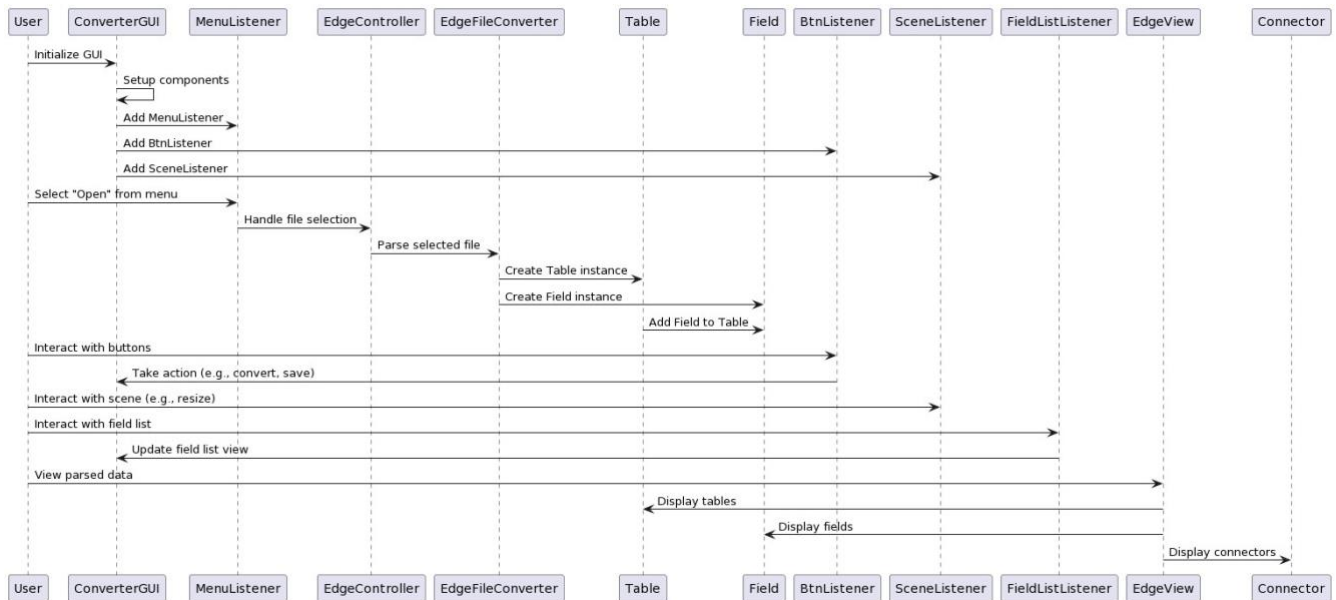 User ConverterGUI MenuListener EdgeController EdgeFileConverter Table Field BtnListener SceneListener FieldListListener EdgeView Connector
Initialize GUI
Setup components
Add MenuListener
Add BtnListener
Add SceneListener
Select "Open" from menu
Handle file selection
Parse selected file
Create Table instance
Create Field instance
Add Field to Table
Interact with buttons
Take action (e.g., convert, save)
Interact with scene (e.g., resize)
Interact with field list
Update field list view
View parsed data
Display tables
Display fields
Display connectors
User ConverterGUI MenuListener EdgeController EdgeFileConverter Table Field BtnListener SceneListener FieldListListener EdgeView Connector